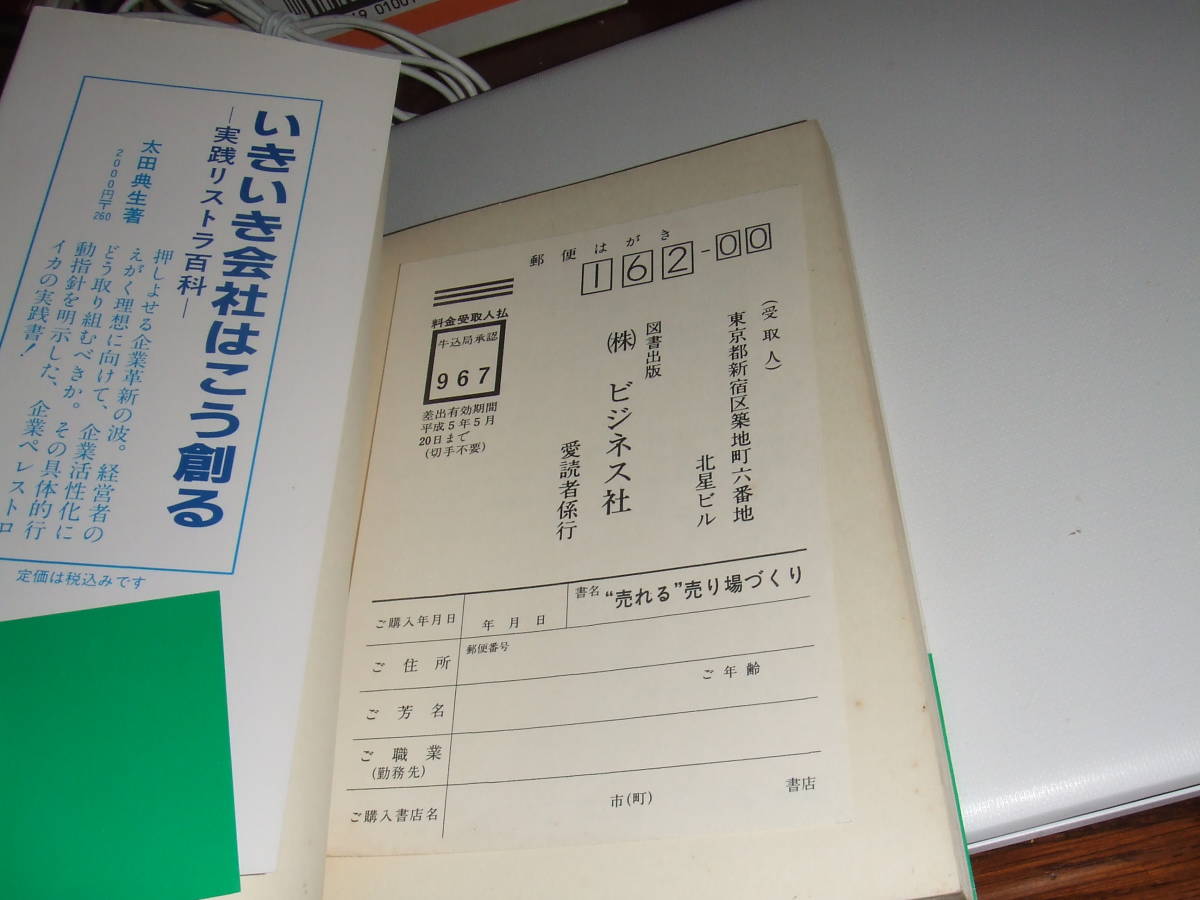 19 01001
いきいき会社はこう創る
―実践リストラ百科―
太田典生著
2000円〒260
押しよせる企業革新の波。経営者の
えがく理想に向けて、企業活性化に
どう取り組むべきか。その具体的行
動指針を明示した、企業ペレストロ
イカの実践書!
定価は税込みです
郵便はがき
162-00
料金受取人払
牛込局承認
967
差出有効期間
平成5年5月
20日まで
(切手不要)
(受取人)
東京都新宿区築地町六番地
北星ビル
図書出版
㈱ ビジネス社
愛読者係行
ご購入年月日
年 月 日
書名 “売れる”売り場づくり
ご住所
郵便番号
ご芳名
ご年齢
ご職業
(勤務先)
ご購入書店名
市(町)
書店